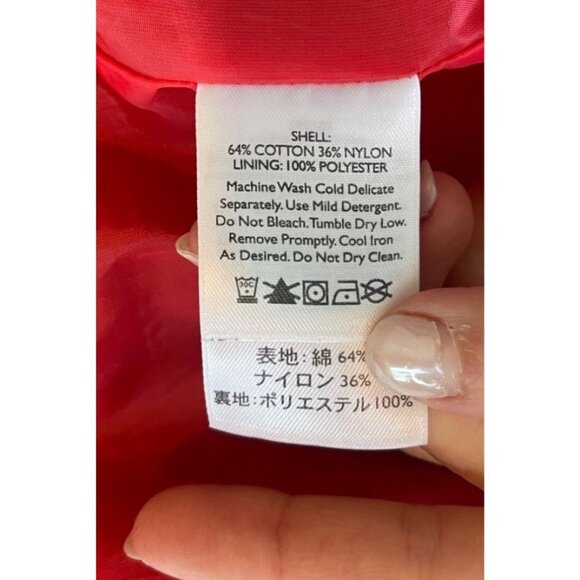 SHELL:
64% COTTON 36% NYLON
LINING: 100% POLYESTER
Machine Wash Cold Delicate
Separately. Use Mild Detergent.
Do Not Bleach. Tumble Dry Low.
Remove Promptly. Cool Iron
As Desired. Do Not Dry Clean.
30C
表地: 綿 64%
ナイロン 36%
裏地: ポリエステル 100%